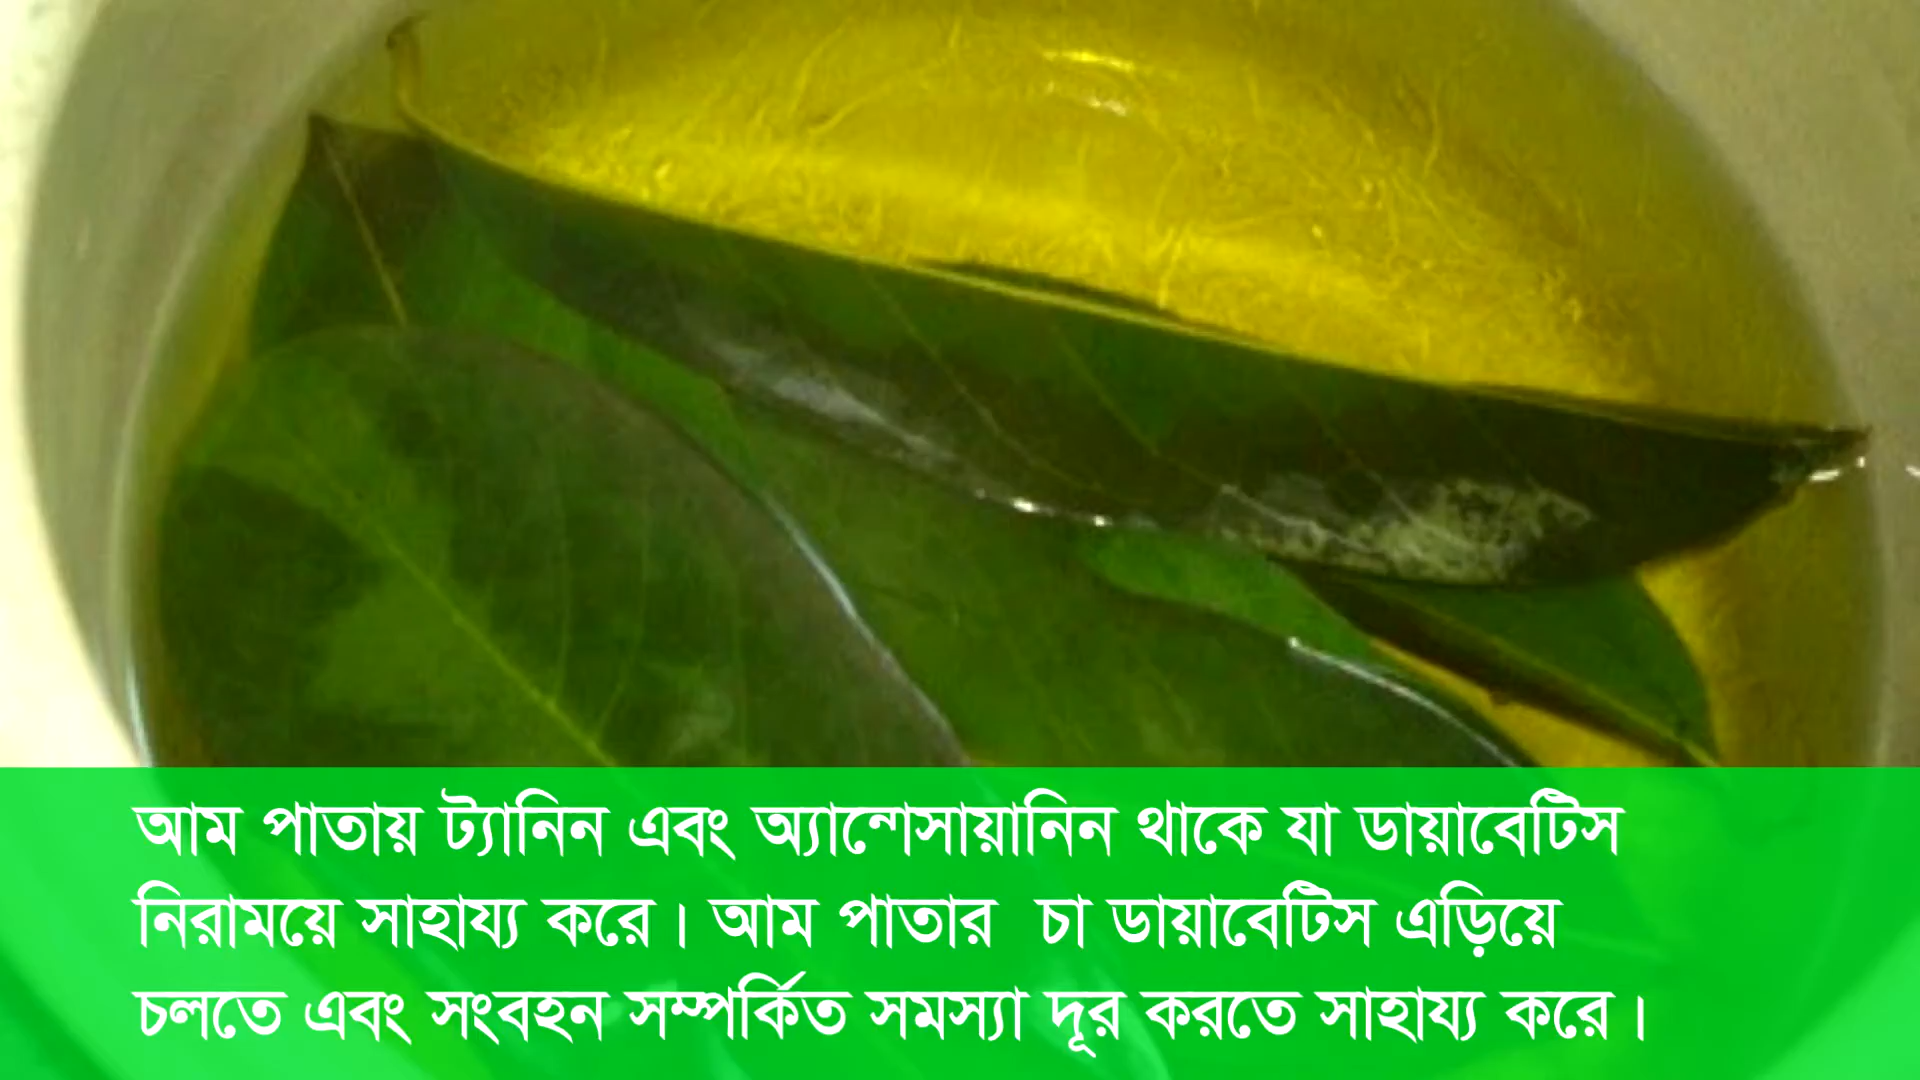 আম পাতায় ট্যানিন এবং অ্যান্সোসায়ানিন থাকে যা ডায়াবেটিস
নিরাময়ে সাহায্য করে। আম পাতার চা ডায়াবেটিস এড়িয়ে
চলতে এবং সংবহন সম্পর্কিত সমস্যা দূর করতে সাহায্য করে।